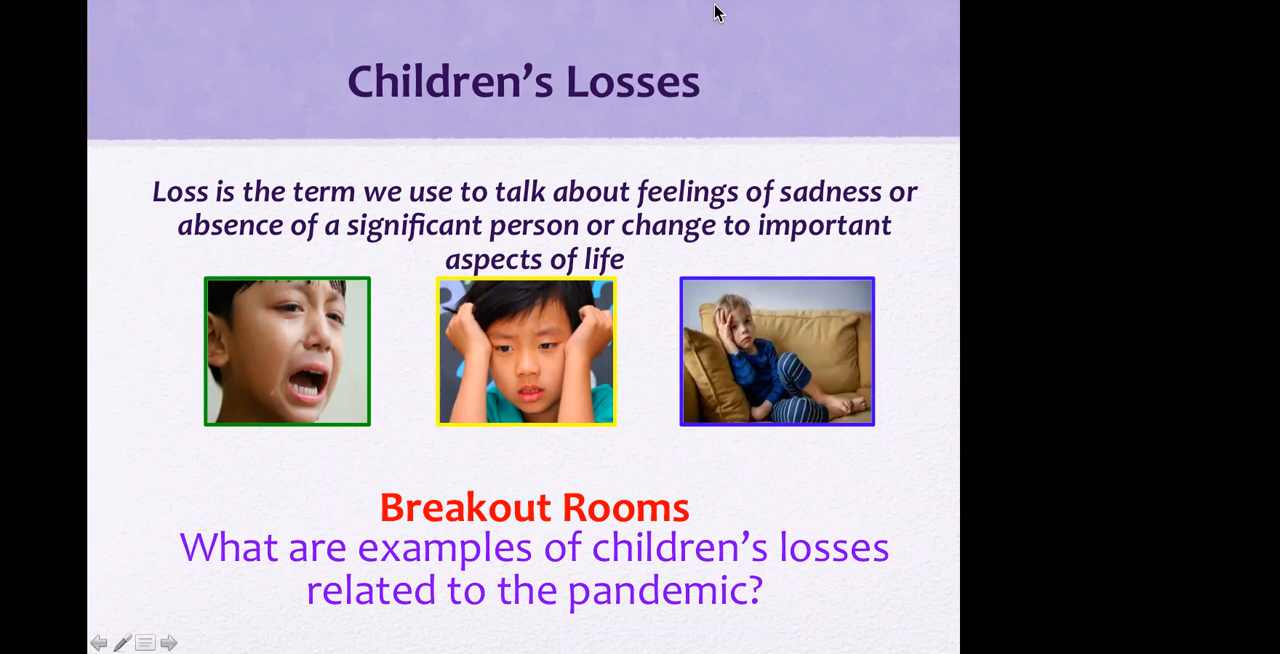 Children’s Losses
Loss is the term we use to talk about feelings of sadness or
absence of a significant person or change to important
aspects of life
Breakout Rooms
What are examples of children’s losses
related to the pandemic?